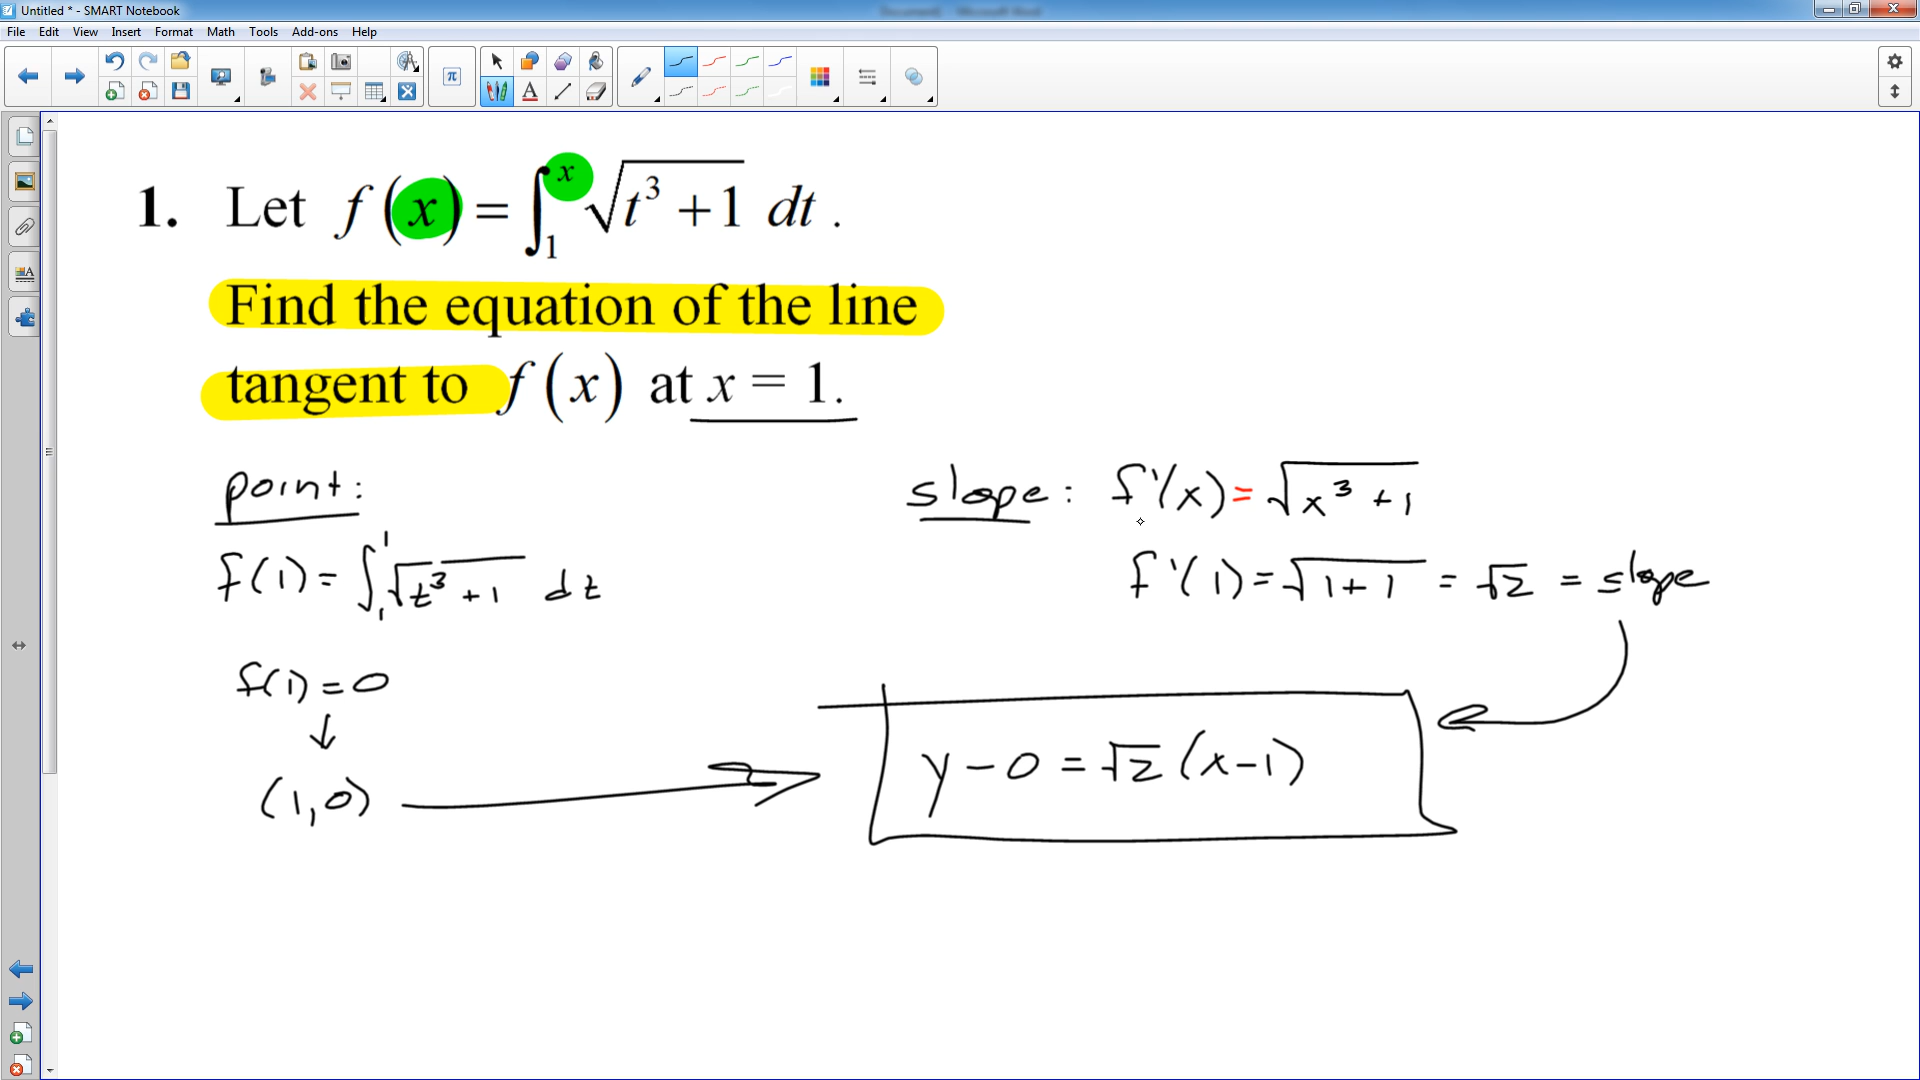 Untitled * - SMART Notebook
File Edit View Insert Format Math Tools Add-ons Help
1. Let f(x) = ∫₁ˣ √(t³ + 1) dt .
Find the equation of the line
tangent to f(x) at x = 1.
point:
slope: f'(x) = √(x³ + 1)
f(1) = ∫₁¹ √(t³ + 1) dt
f'(1) = √(1+1) = √2 = slope
f(1) = 0
↓
(1,0)
y - 0 = √2 (x-1)